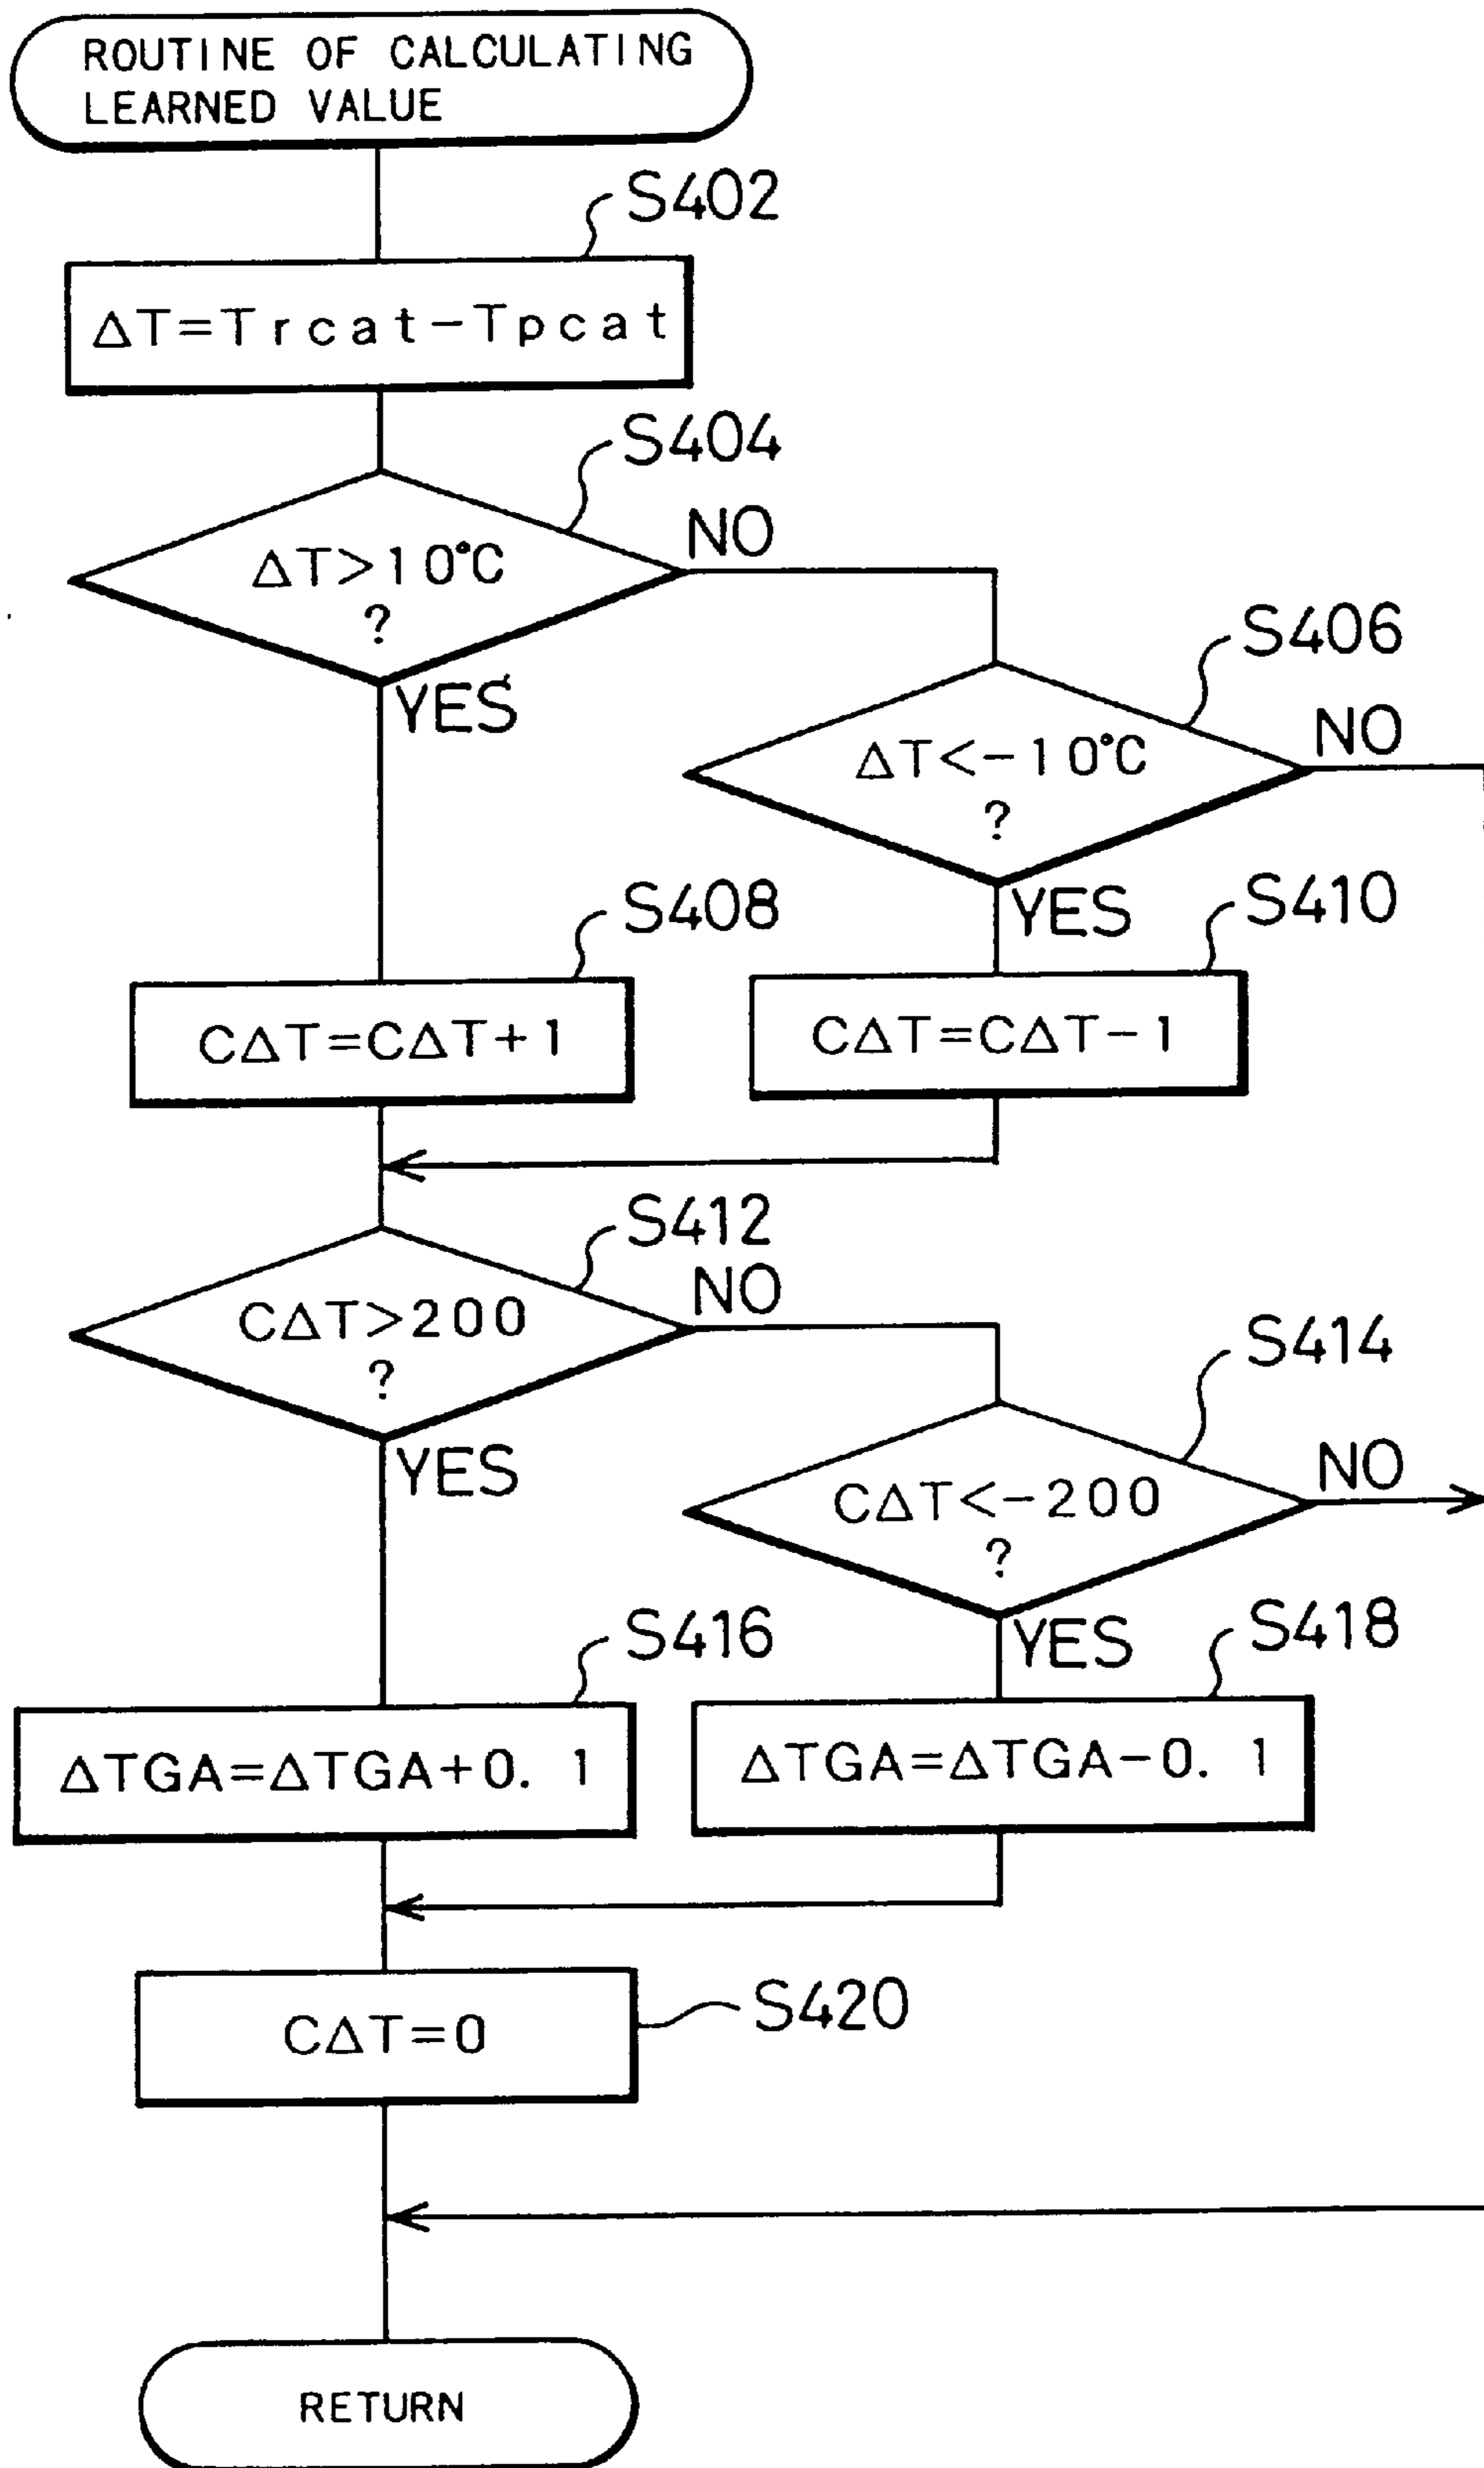 ROUTINE OF CALCULATING
LEARNED VALUE
S402
ΔT=Trcat-Tpcat
S404
ΔT>10°C
?
NO
YES
S406
ΔT<-10°C
?
NO
YES
S408
CΔT=CΔT+1
S410
CΔT=CΔT-1
S412
CΔT>200
?
NO
YES
S414
CΔT<-200
?
NO
YES
S416
ΔTGA=ΔTGA+0. 1
S418
ΔTGA=ΔTGA-0. 1
S420
CΔT=0
RETURN